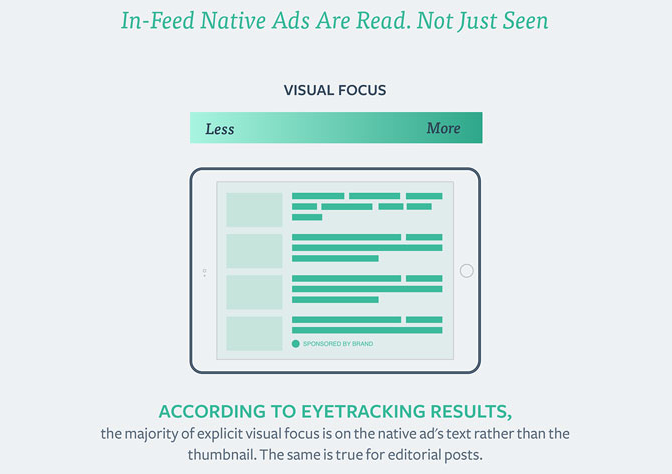 In-Feed Native Ads Are Read. Not Just Seen
VISUAL FOCUS
Less More
SPONSORED BY BRAND
ACCORDING TO EYETRACKING RESULTS,
the majority of explicit visual focus is on the native ad's text rather than the
thumbnail. The same is true for editorial posts.